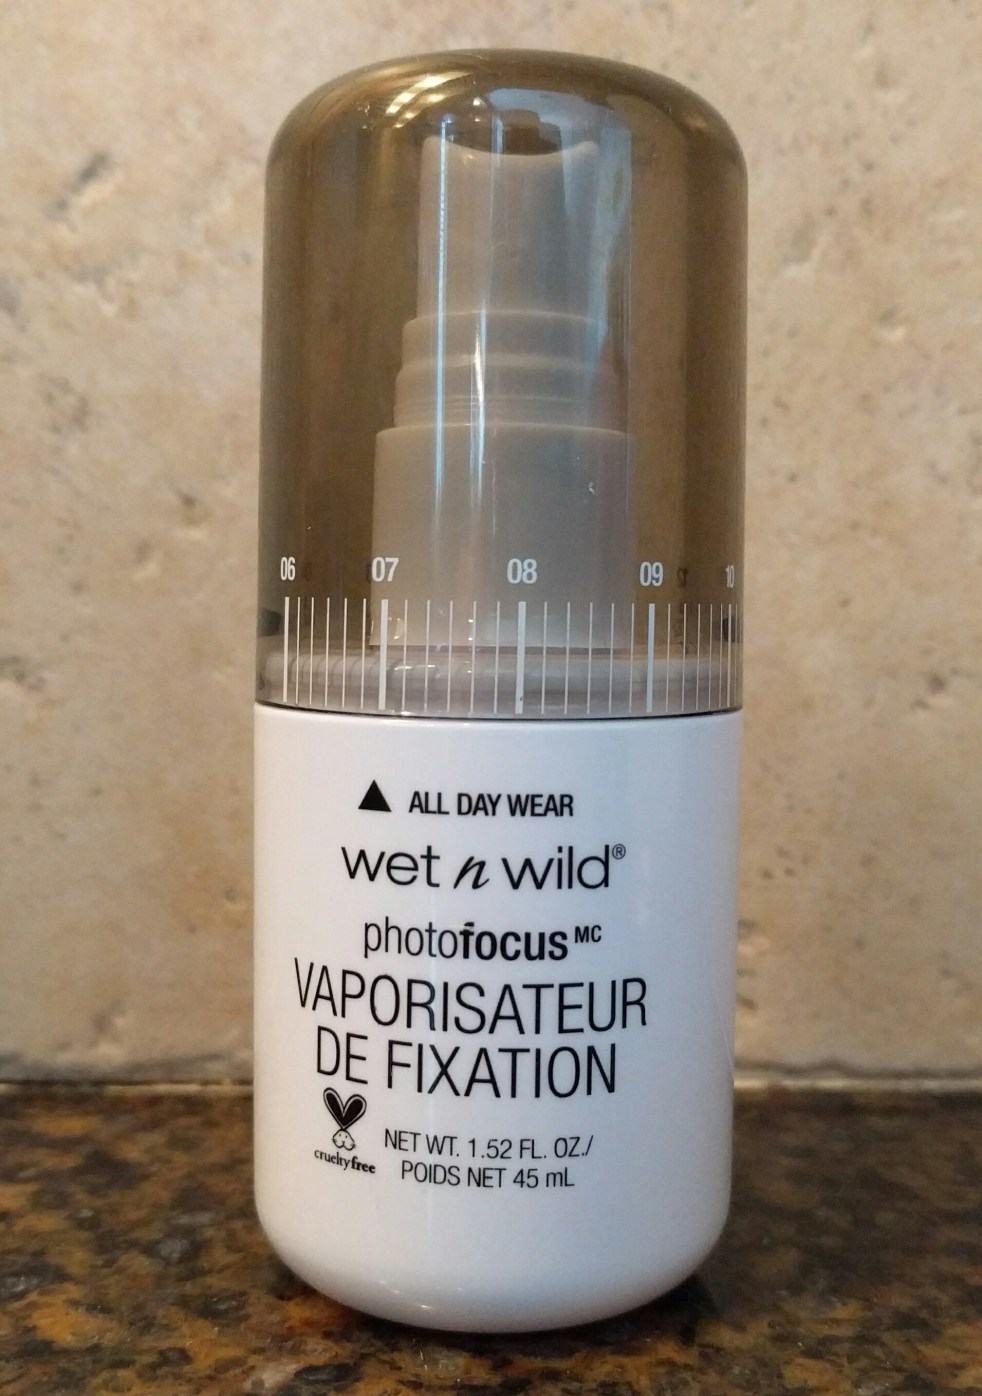 06 07 08 09 10
▲ ALL DAY WEAR
wet n wild®
photofocus MC
VAPORISATEUR
DE FIXATION
crueltyfree
NET WT. 1.52 FL. OZ./
POIDS NET 45 mL